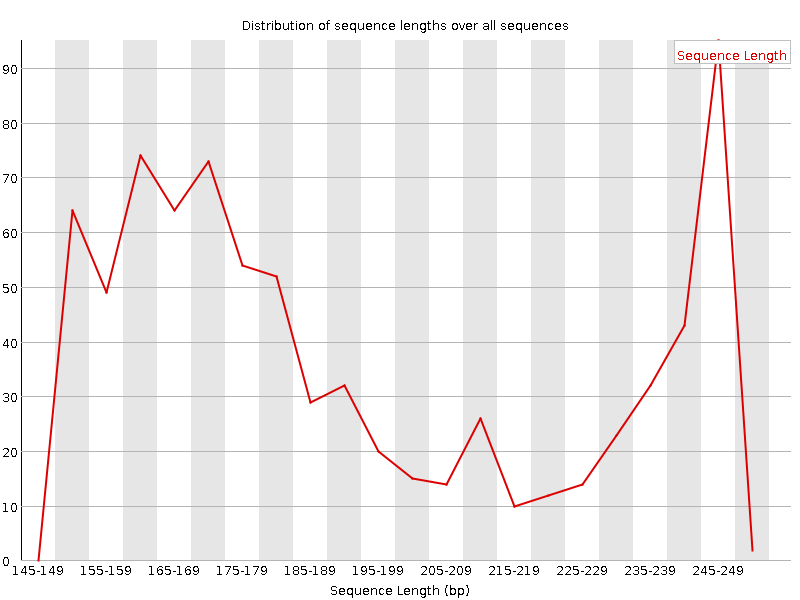 Distribution of sequence lengths over all sequences
Sequence Length
90
80
70
60
50
40
30
20
10
0
145-149 155-159 165-169 175-179 185-189 195-199 205-209 215-219 225-229 235-239 245-249
Sequence Length (bp)